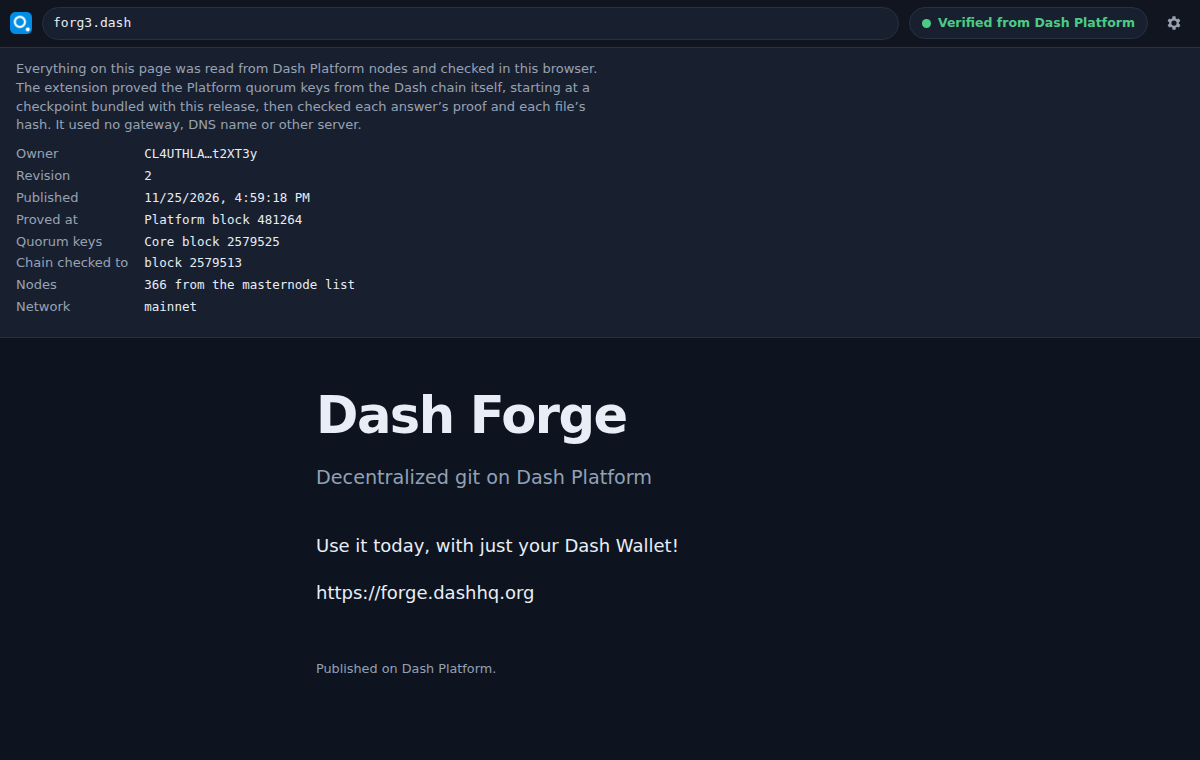 forg3.dash
Verified from Dash Platform
Everything on this page was read from Dash Platform nodes and checked in this browser.
The extension proved the Platform quorum keys from the Dash chain itself, starting at a
checkpoint bundled with this release, then checked each answer’s proof and each file’s
hash. It used no gateway, DNS name or other server.
Owner CL4UTHLA…t2XT3y
Revision 2
Published 11/25/2026, 4:59:18 PM
Proved at Platform block 481264
Quorum keys Core block 2579525
Chain checked to block 2579513
Nodes 366 from the masternode list
Network mainnet
Dash Forge
Decentralized git on Dash Platform
Use it today, with just your Dash Wallet!
https://forge.dashhq.org
Published on Dash Platform.